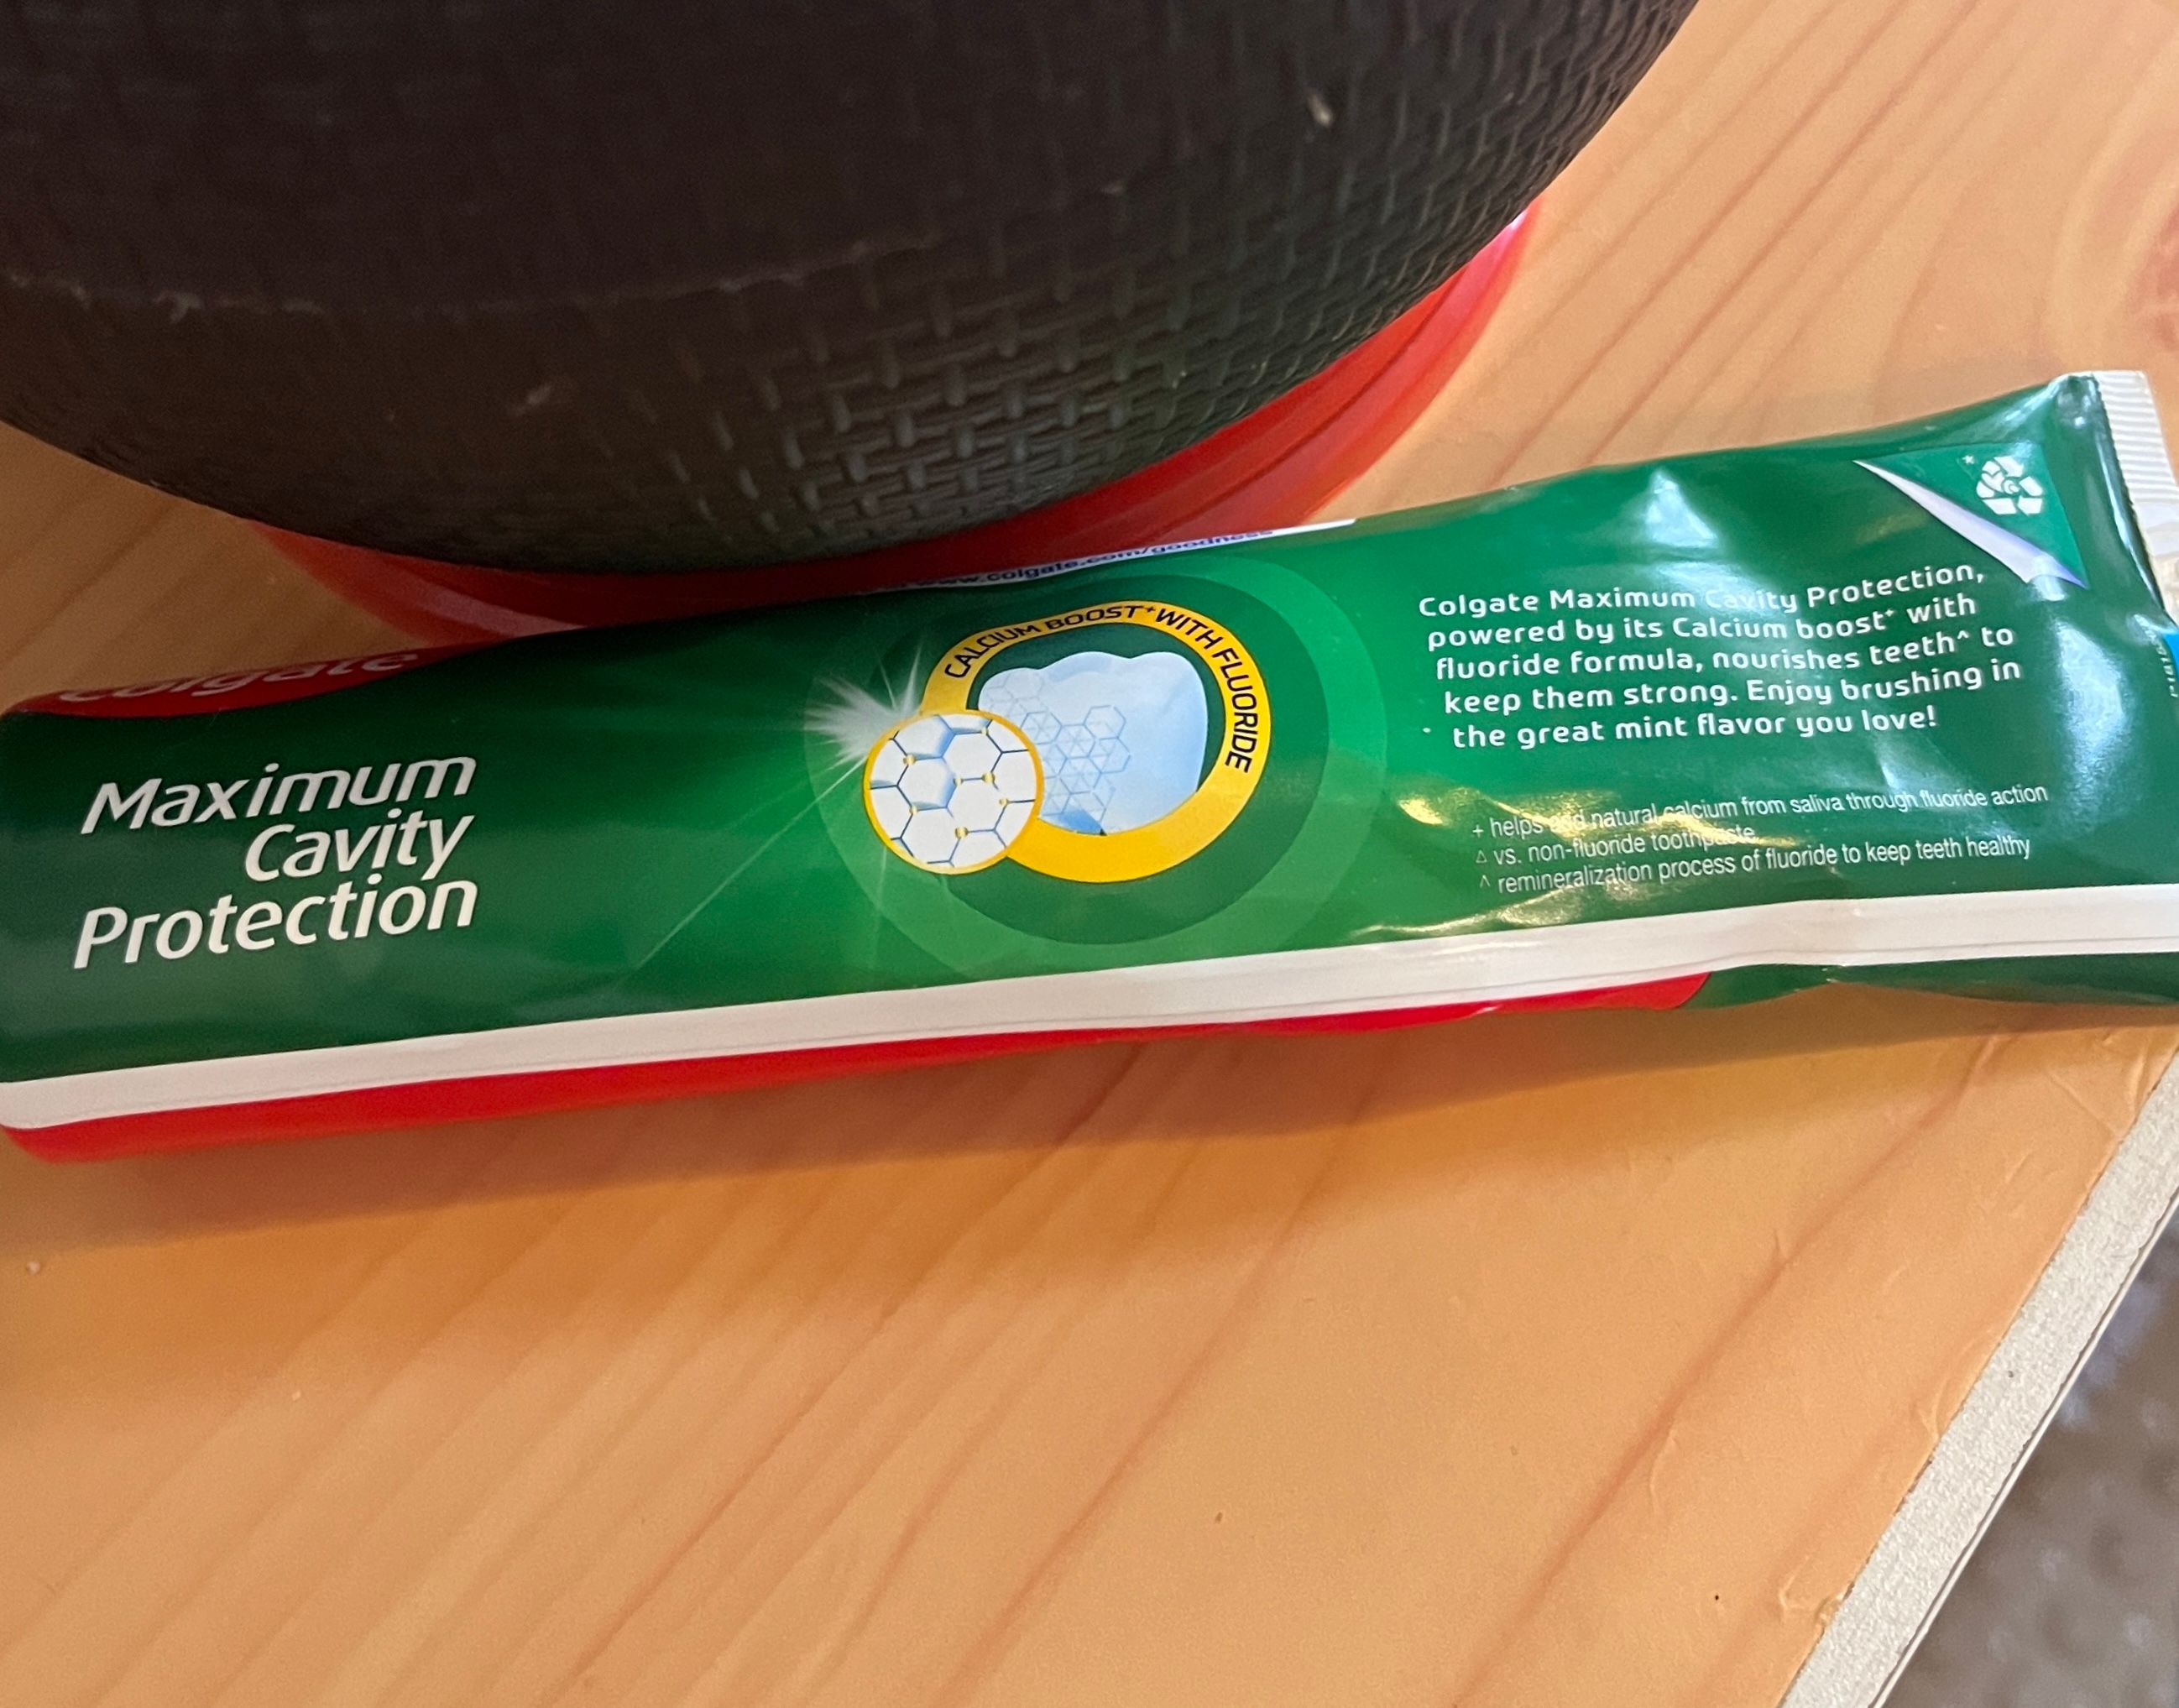 Colgate
Maximum
Cavity
Protection
www.colgate.com/goodness
CALCIUM BOOST⁺ WITH FLUORIDE
Colgate Maximum Cavity Protection,
powered by its Calcium boost⁺ with
fluoride formula, nourishes teeth^ to
keep them strong. Enjoy brushing in
the great mint flavor you love!
+ helps add natural calcium from saliva through fluoride action
Δ vs. non-fluoride toothpaste
^ remineralization process of fluoride to keep teeth healthy